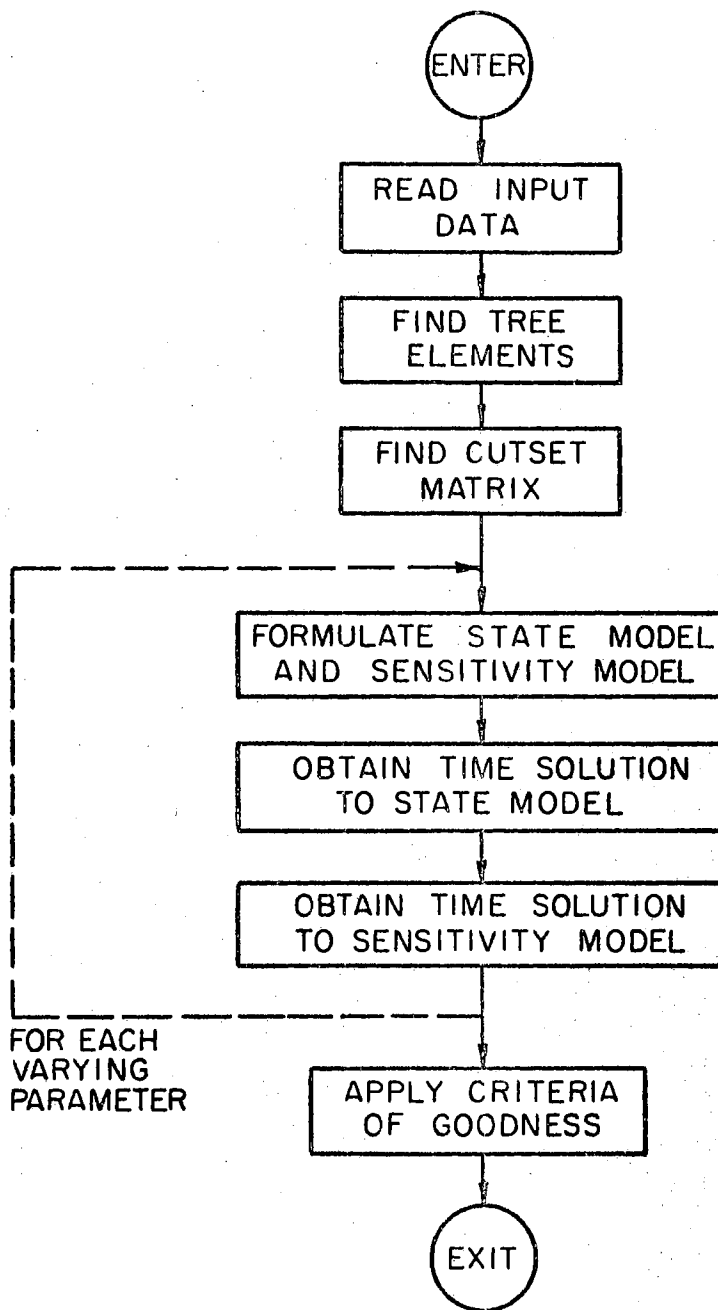 ENTER
READ INPUT
DATA
FIND TREE
ELEMENTS
FIND CUTSET
MATRIX
FORMULATE STATE MODEL
AND SENSITIVITY MODEL
OBTAIN TIME SOLUTION
TO STATE MODEL
OBTAIN TIME SOLUTION
TO SENSITIVITY MODEL
FOR EACH
VARYING
PARAMETER
APPLY CRITERIA
OF GOODNESS
EXIT